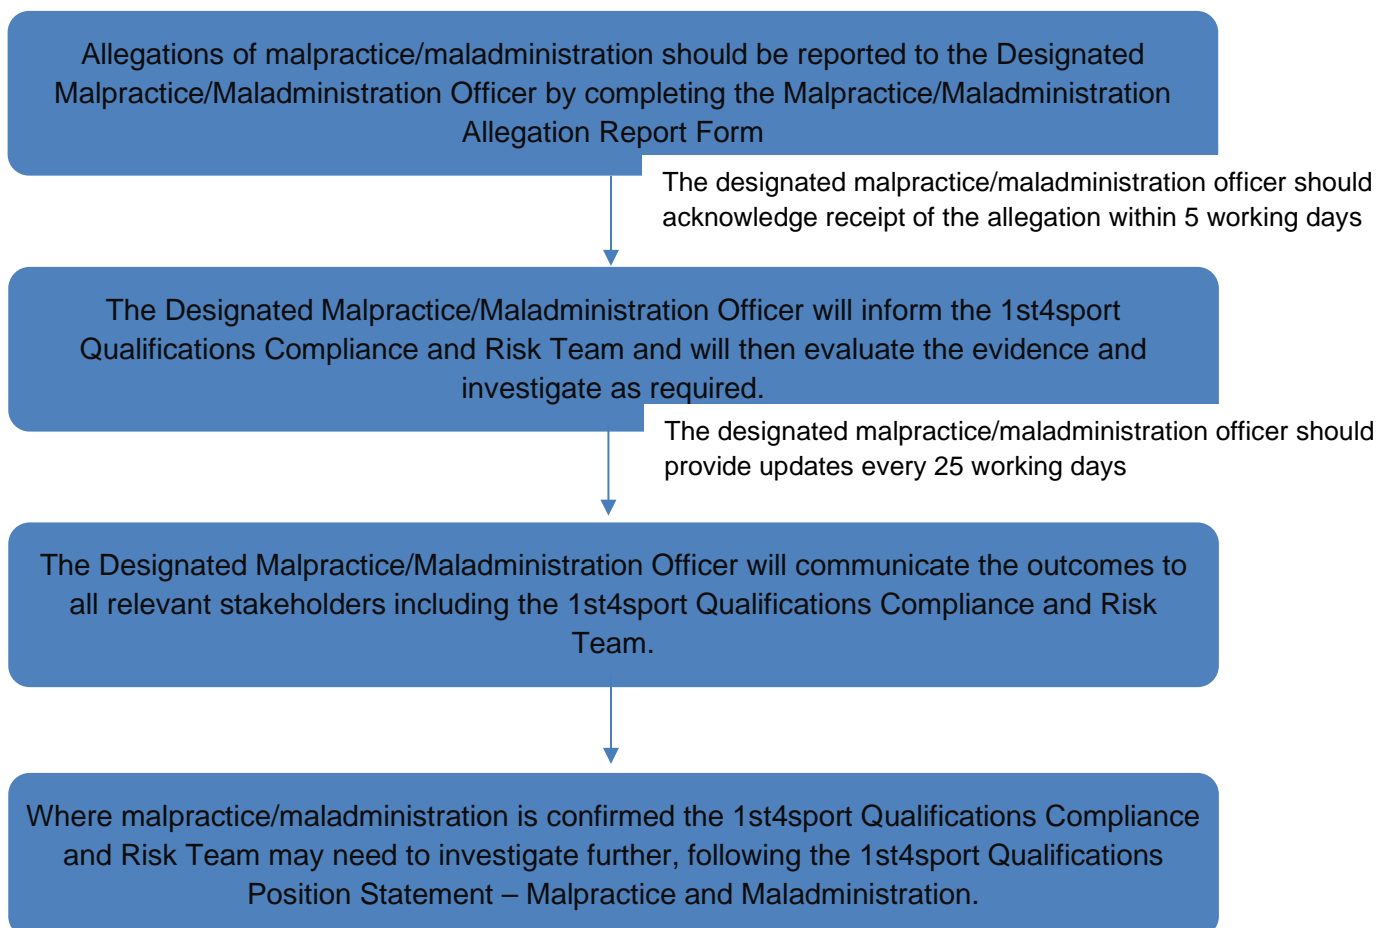 Allegations of malpractice/maladministration should be reported to the Designated
Malpractice/Maladministration Officer by completing the Malpractice/Maladministration
Allegation Report Form
The designated malpractice/maladministration officer should
acknowledge receipt of the allegation within 5 working days
The Designated Malpractice/Maladministration Officer will inform the 1st4sport
Qualifications Compliance and Risk Team and will then evaluate the evidence and
investigate as required.
The designated malpractice/maladministration officer should
provide updates every 25 working days
The Designated Malpractice/Maladministration Officer will communicate the outcomes to
all relevant stakeholders including the 1st4sport Qualifications Compliance and Risk
Team.
Where malpractice/maladministration is confirmed the 1st4sport Qualifications Compliance
and Risk Team may need to investigate further, following the 1st4sport Qualifications
Position Statement – Malpractice and Maladministration.